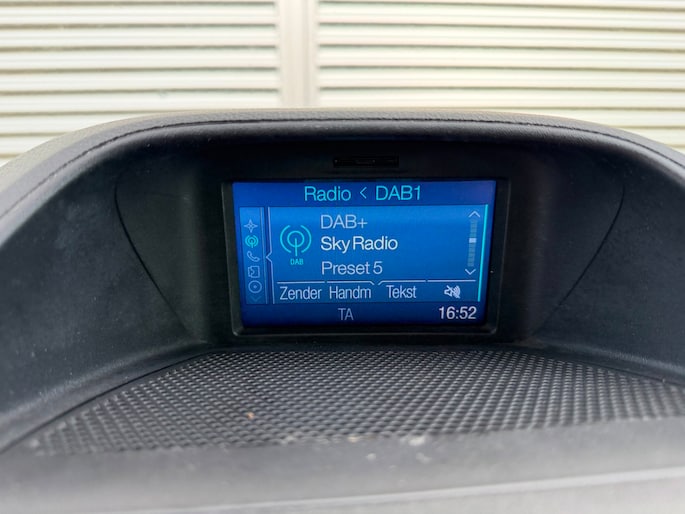 Radio < DAB1
DAB+
Sky Radio
DAB
Preset 5
Zender Handm Tekst
TA 16:52